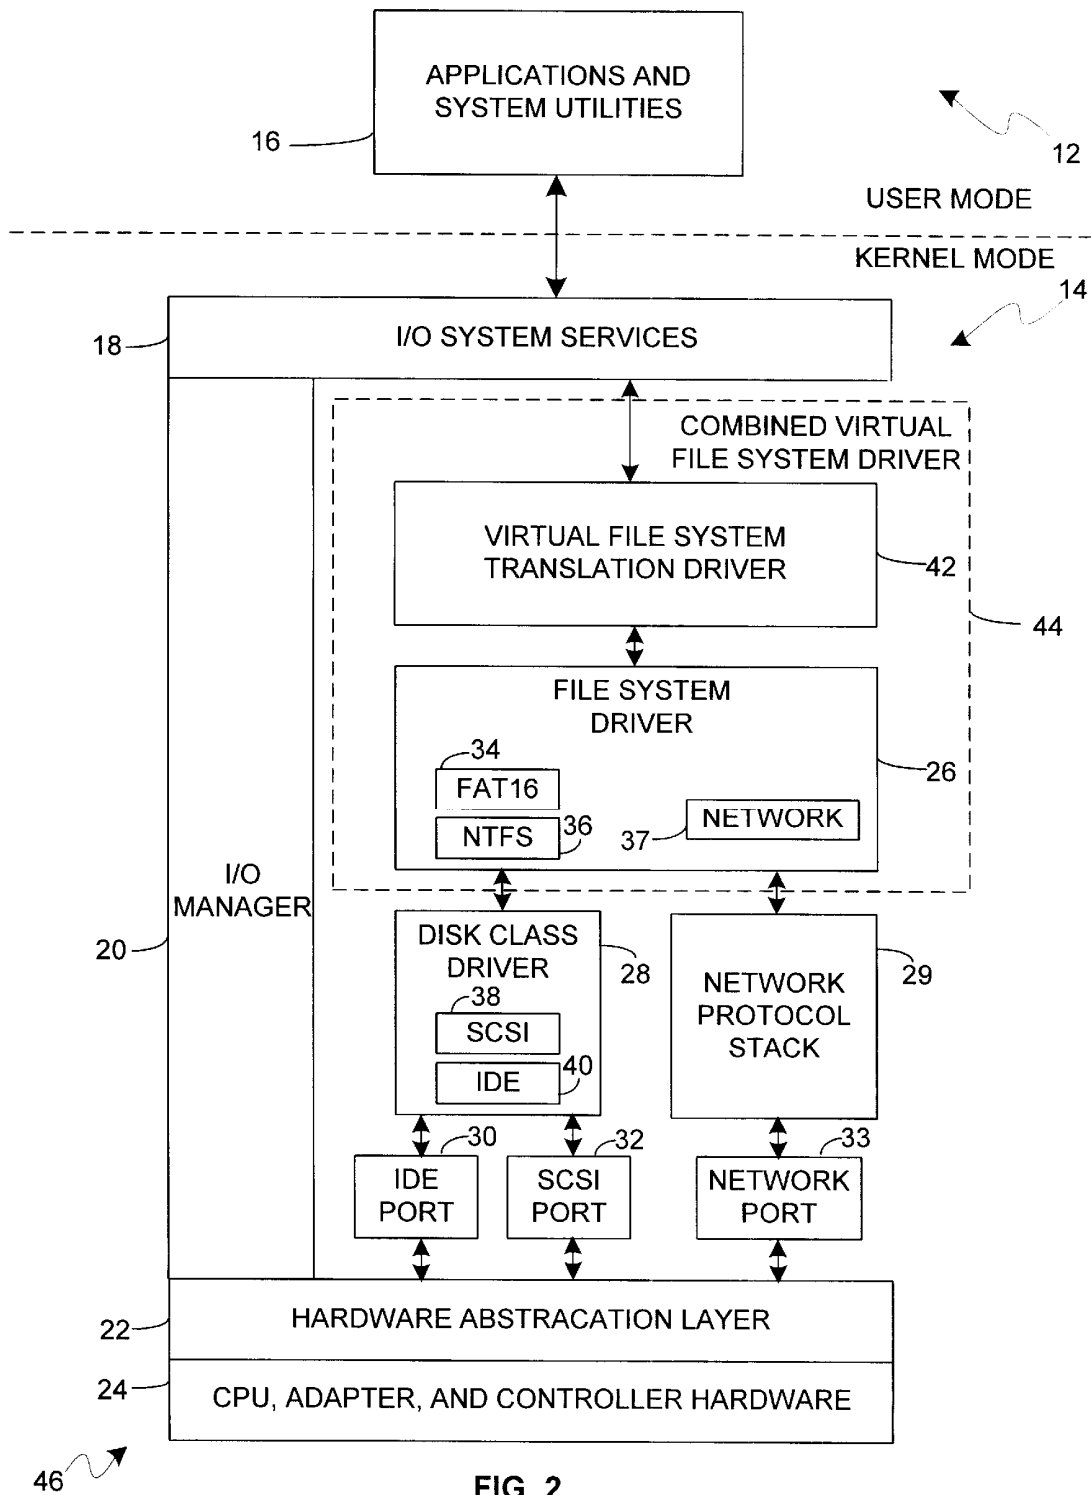 APPLICATIONS AND
SYSTEM UTILITIES
16
12
USER MODE
KERNEL MODE
14
18
I/O SYSTEM SERVICES
COMBINED VIRTUAL
FILE SYSTEM DRIVER
VIRTUAL FILE SYSTEM
TRANSLATION DRIVER
42
44
FILE SYSTEM
DRIVER
34
FAT16
26
NTFS
36
37
NETWORK
I/O
MANAGER
20
DISK CLASS
DRIVER
28
38
SCSI
IDE
40
NETWORK
PROTOCOL
STACK
29
30
IDE
PORT
32
SCSI
PORT
33
NETWORK
PORT
22
HARDWARE ABSTRACATION LAYER
24
CPU, ADAPTER, AND CONTROLLER HARDWARE
46
FIG. 2